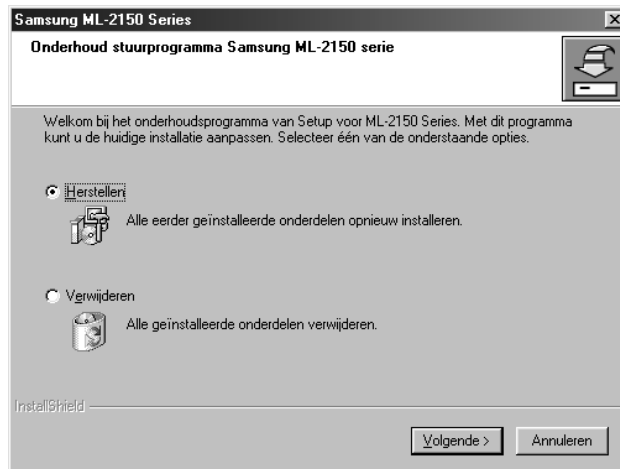 Samsung ML-2150 Series
Onderhoud stuurprogramma Samsung ML-2150 serie
Welkom bij het onderhoudsprogramma van Setup voor ML-2150 Series. Met dit programma
kunt u de huidige installatie aanpassen. Selecteer één van de onderstaande opties.
Herstellen
Alle eerder geïnstalleerde onderdelen opnieuw installeren.
Verwijderen
Alle geïnstalleerde onderdelen verwijderen.
InstallShield
Volgende >
Annuleren